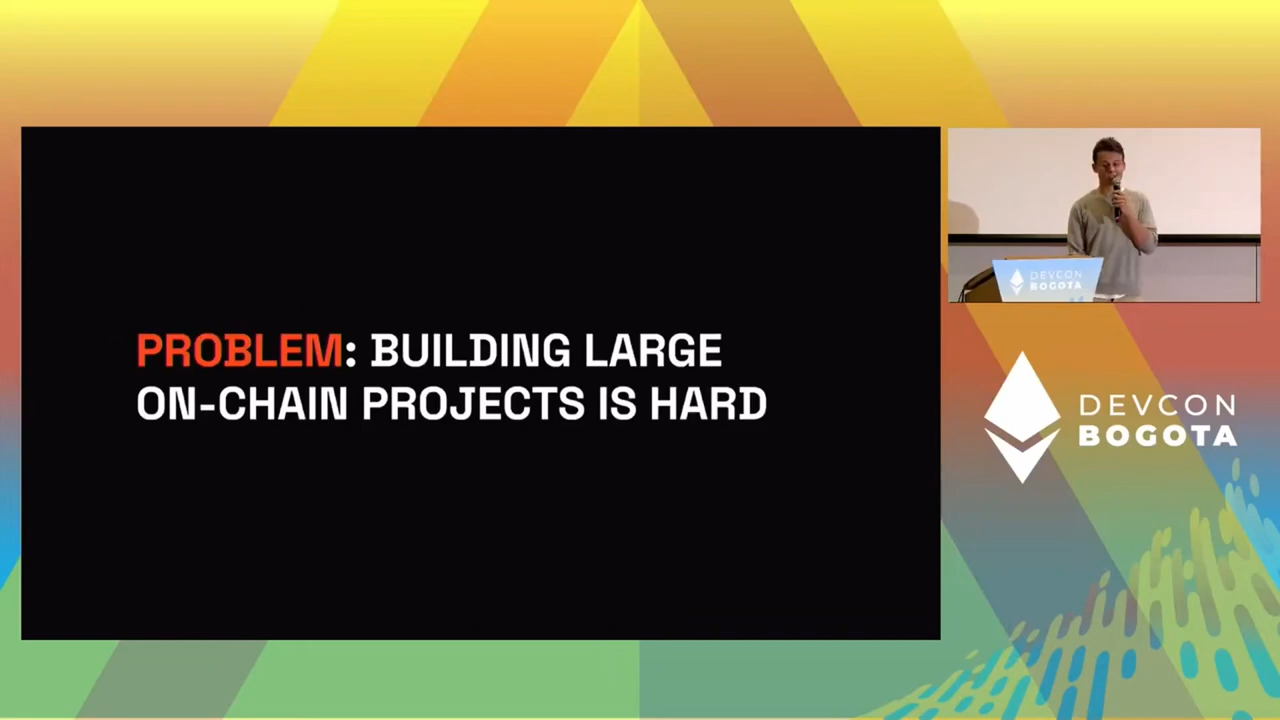 PROBLEM: BUILDING LARGE
ON-CHAIN PROJECTS IS HARD
DEVCON
BOGOTA
DEVCON
BOGOTA